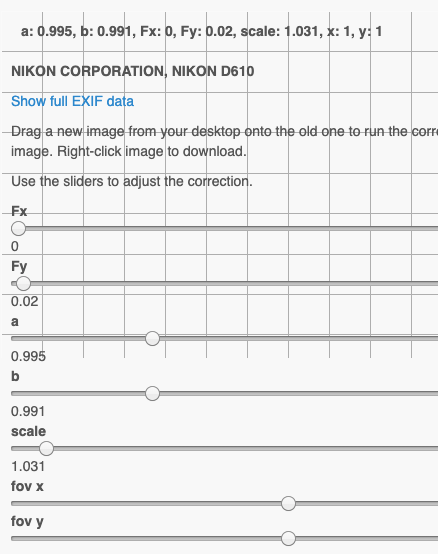 a: 0.995, b: 0.991, Fx: 0, Fy: 0.02, scale: 1.031, x: 1, y: 1
NIKON CORPORATION, NIKON D610
Show full EXIF data
Drag a new image from your desktop onto the old one to run the corre
image. Right-click image to download.
Use the sliders to adjust the correction.
Fx
0
Fy
0.02
a
0.995
b
0.991
scale
1.031
fov x
fov y